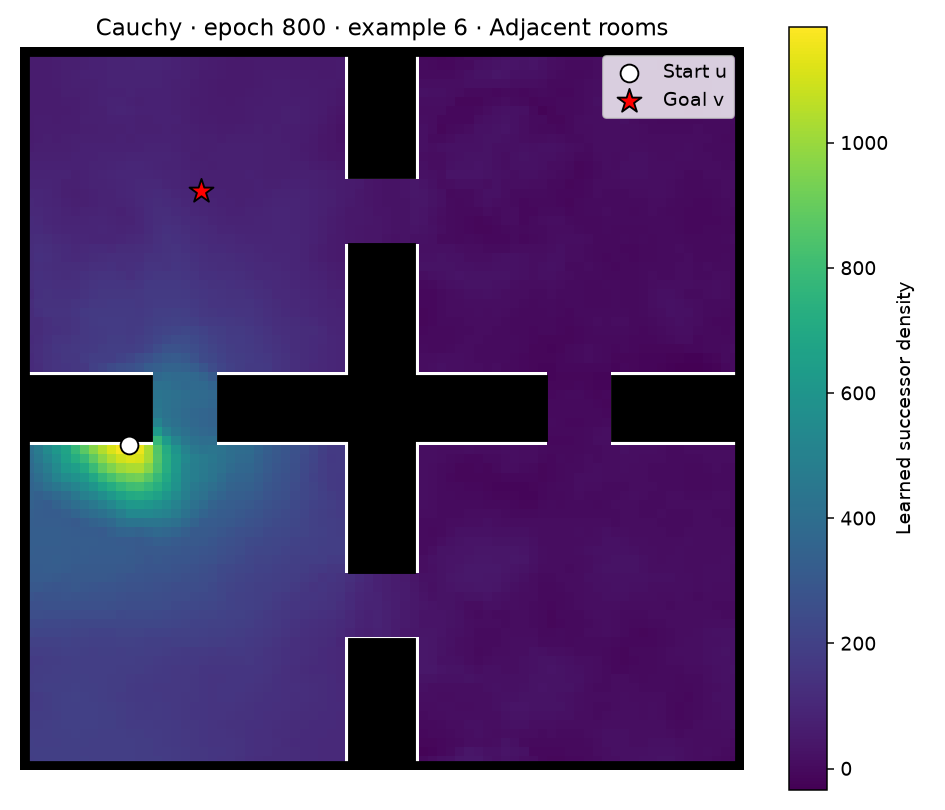 Cauchy · epoch 800 · example 6 · Adjacent rooms
Start u
Goal v
1000
800
600
400
200
0
Learned successor density